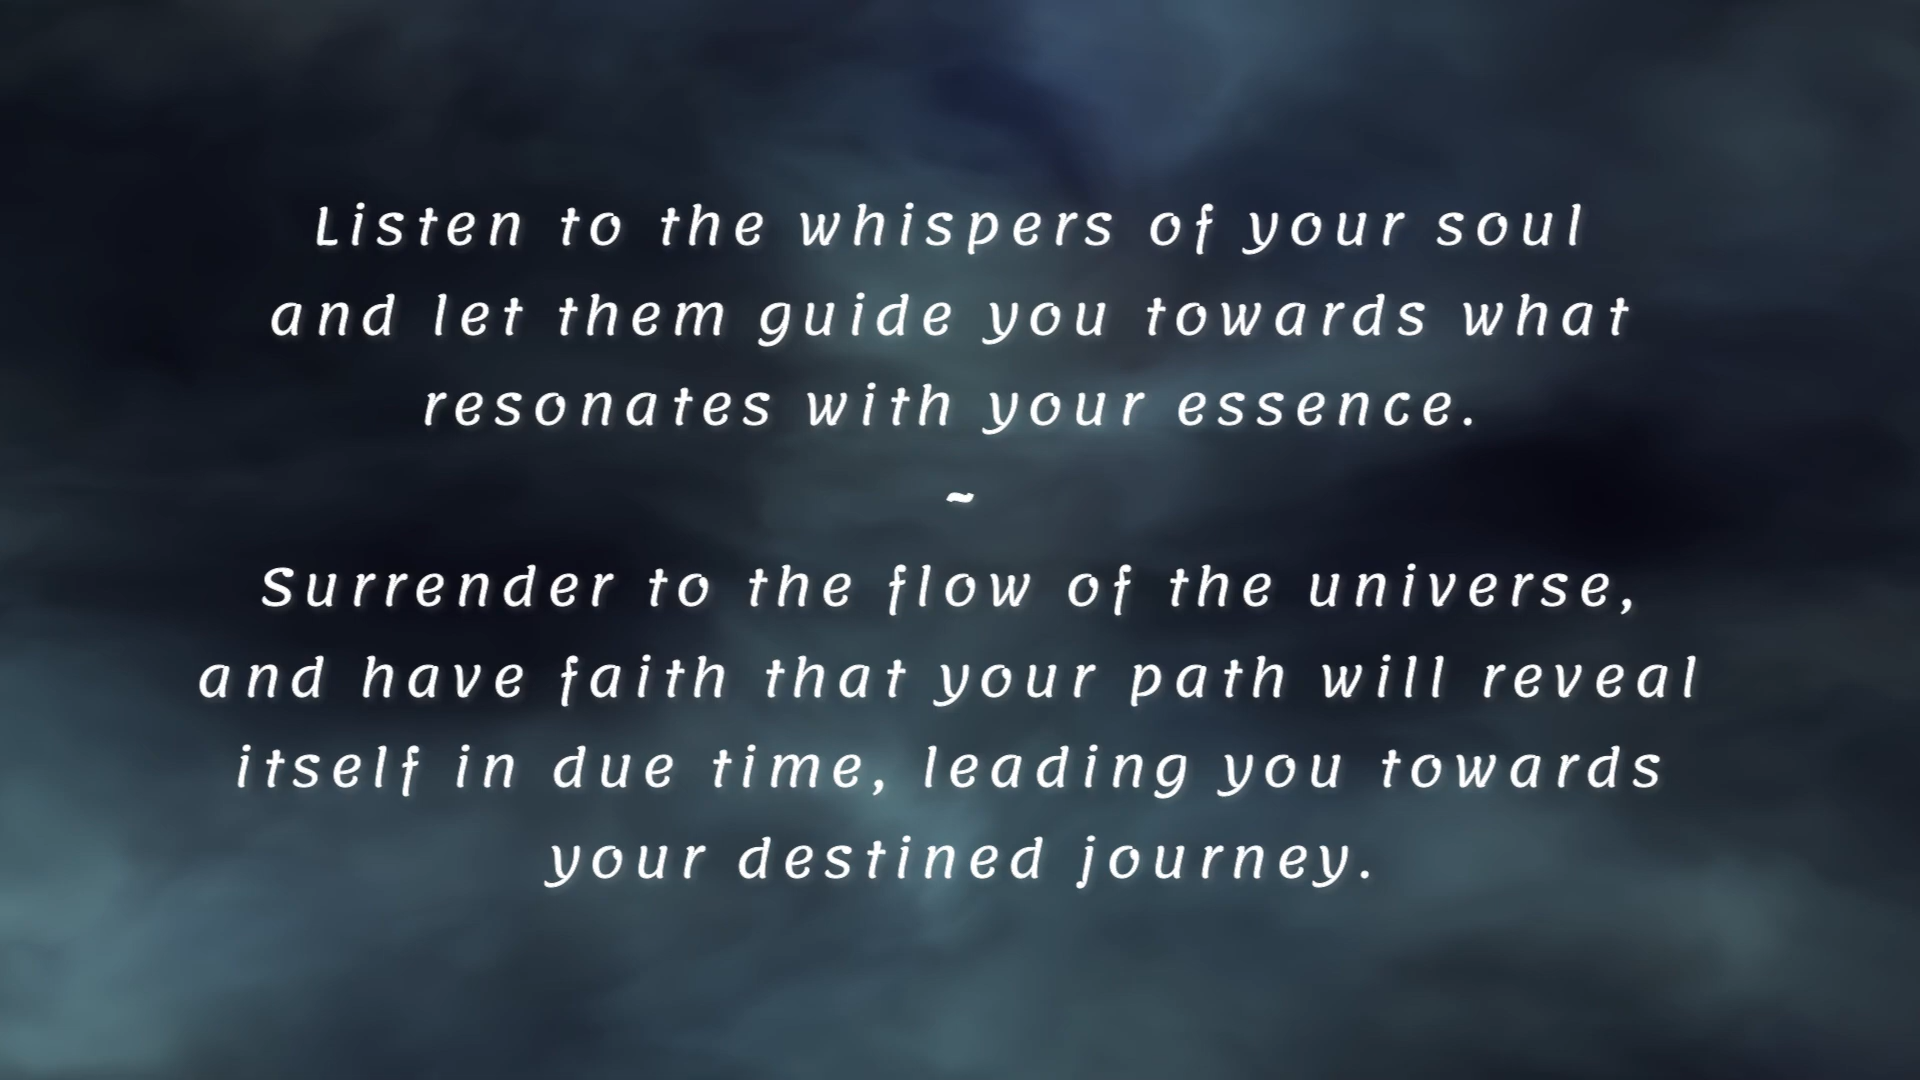 Listen to the whispers of your soul
and let them guide you towards what
resonates with your essence.
~
Surrender to the flow of the universe,
and have faith that your path will reveal
itself in due time, leading you towards
your destined journey.